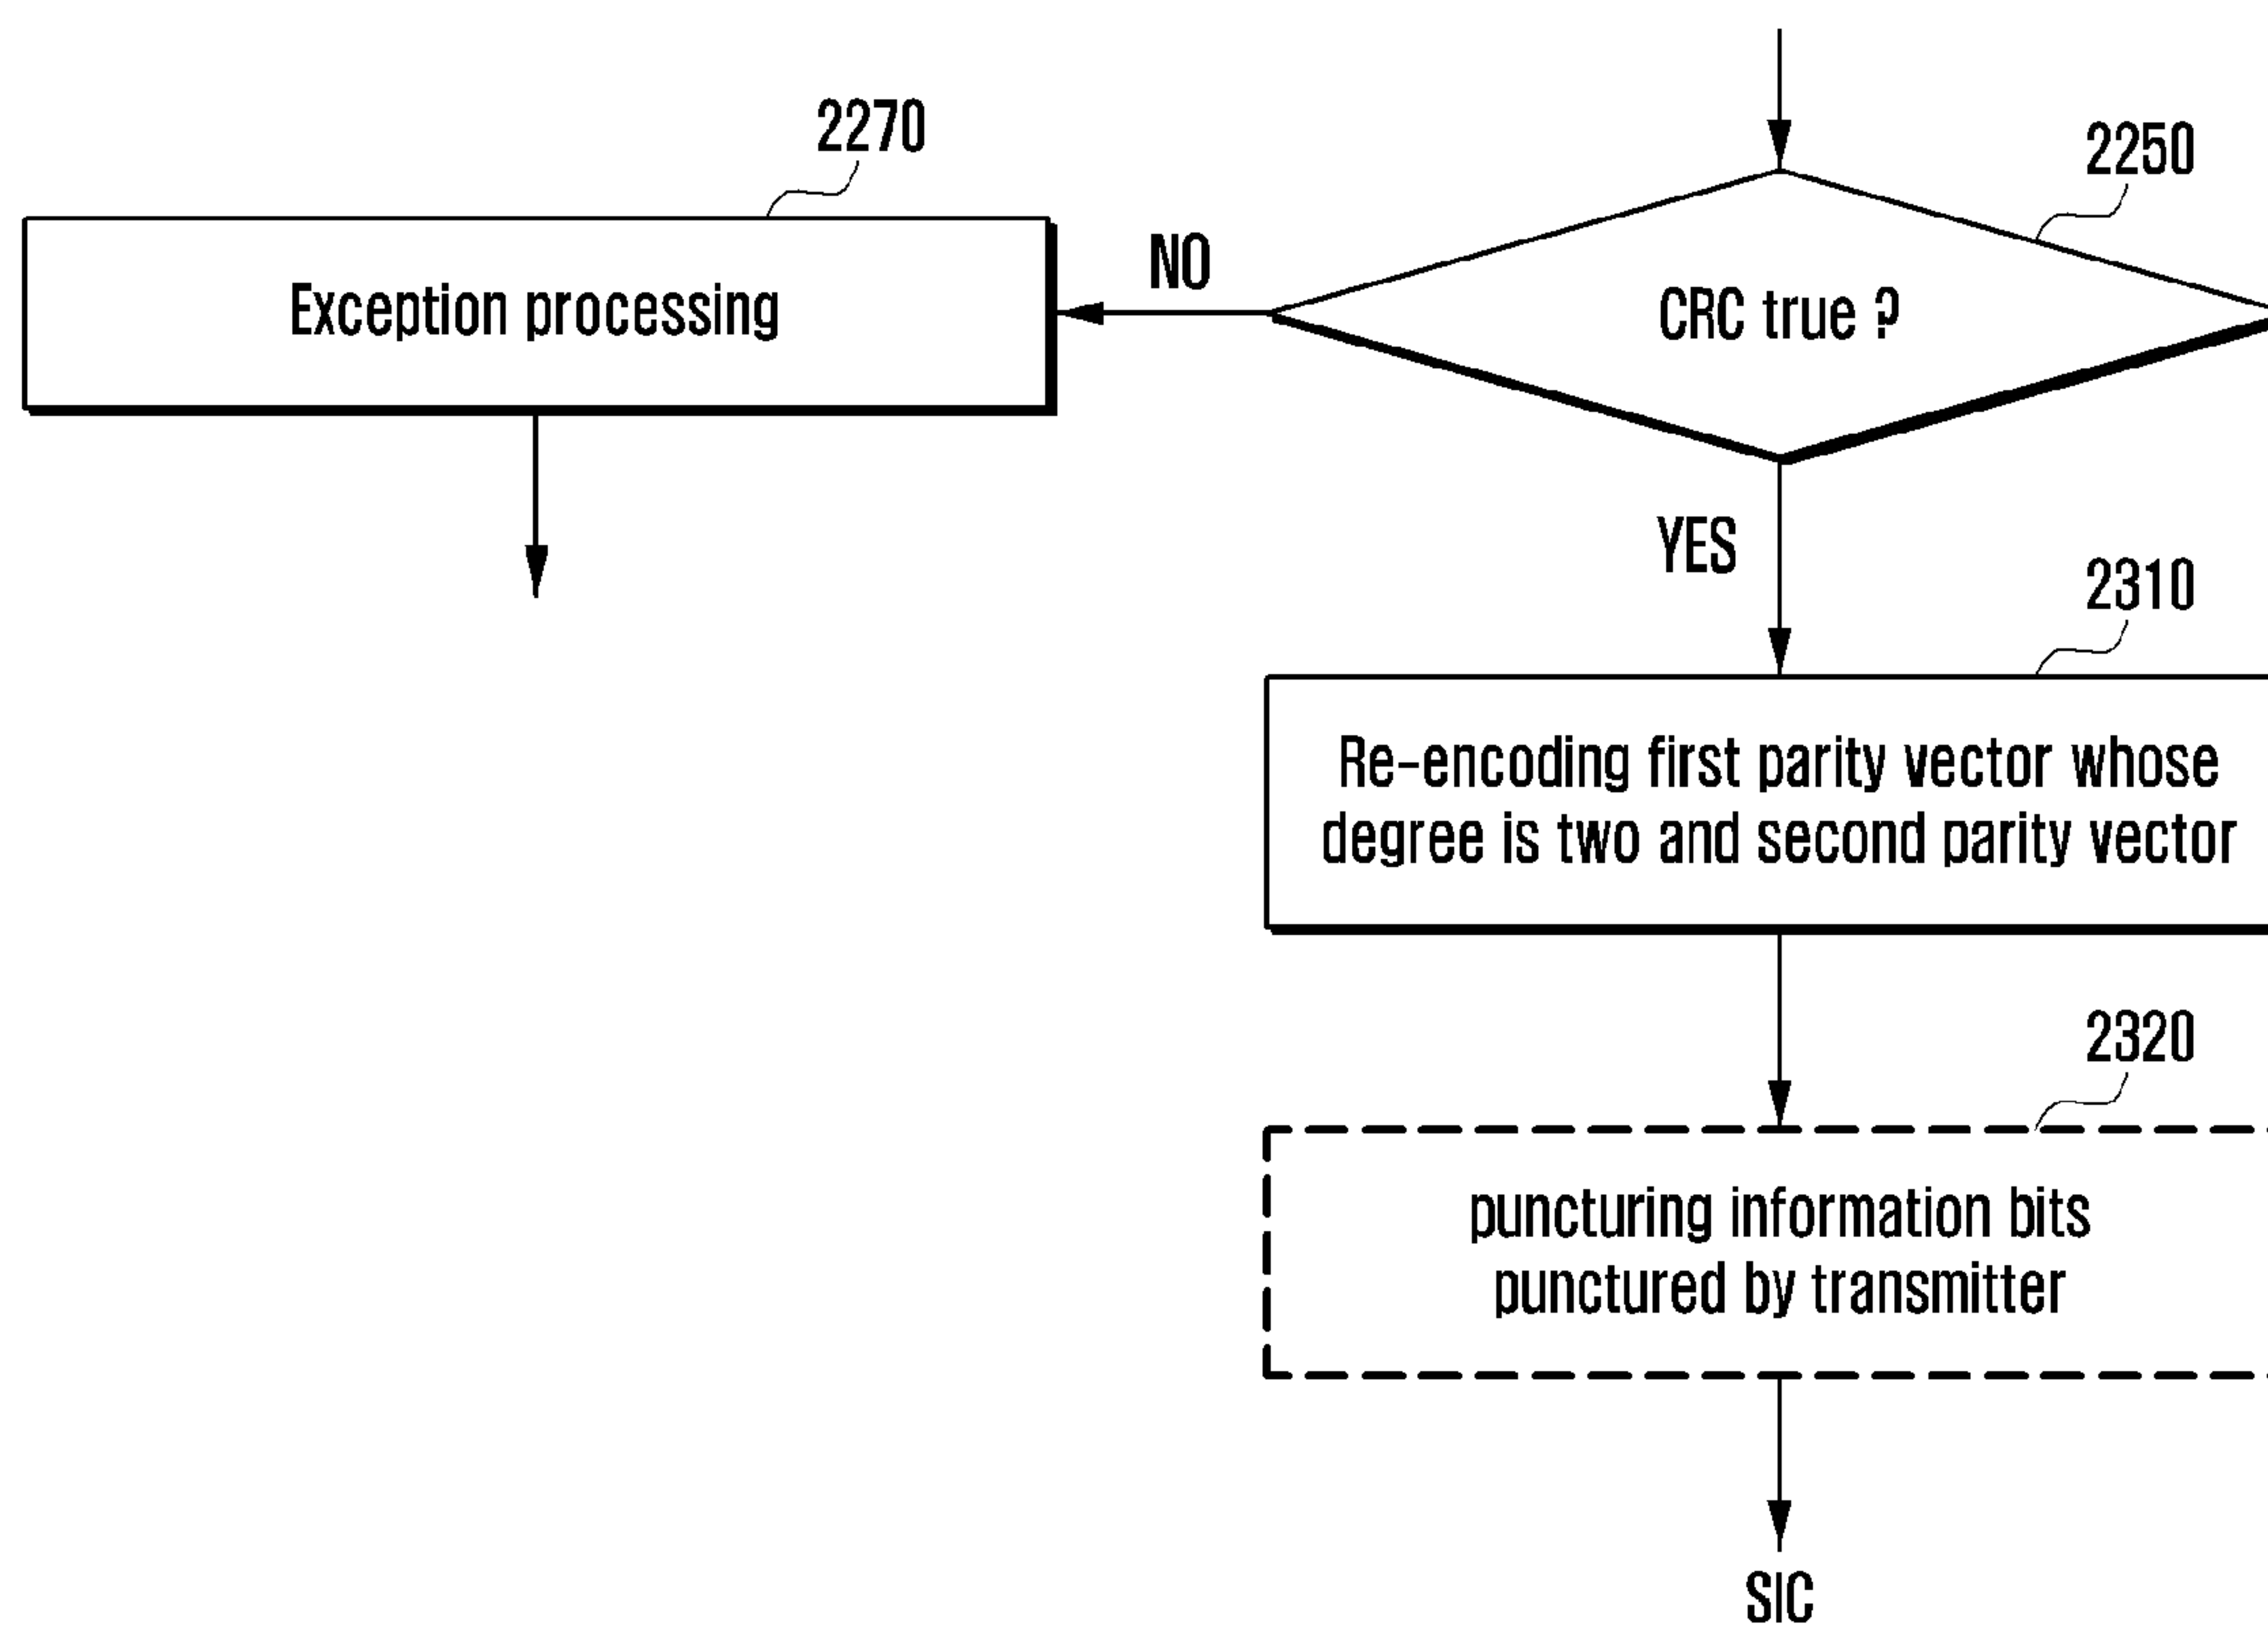 2270
2250
NO
Exception processing
CRC true ?
YES
2310
Re-encoding first parity vector whose
degree is two and second parity vector
2320
puncturing information bits
punctured by transmitter
SIC